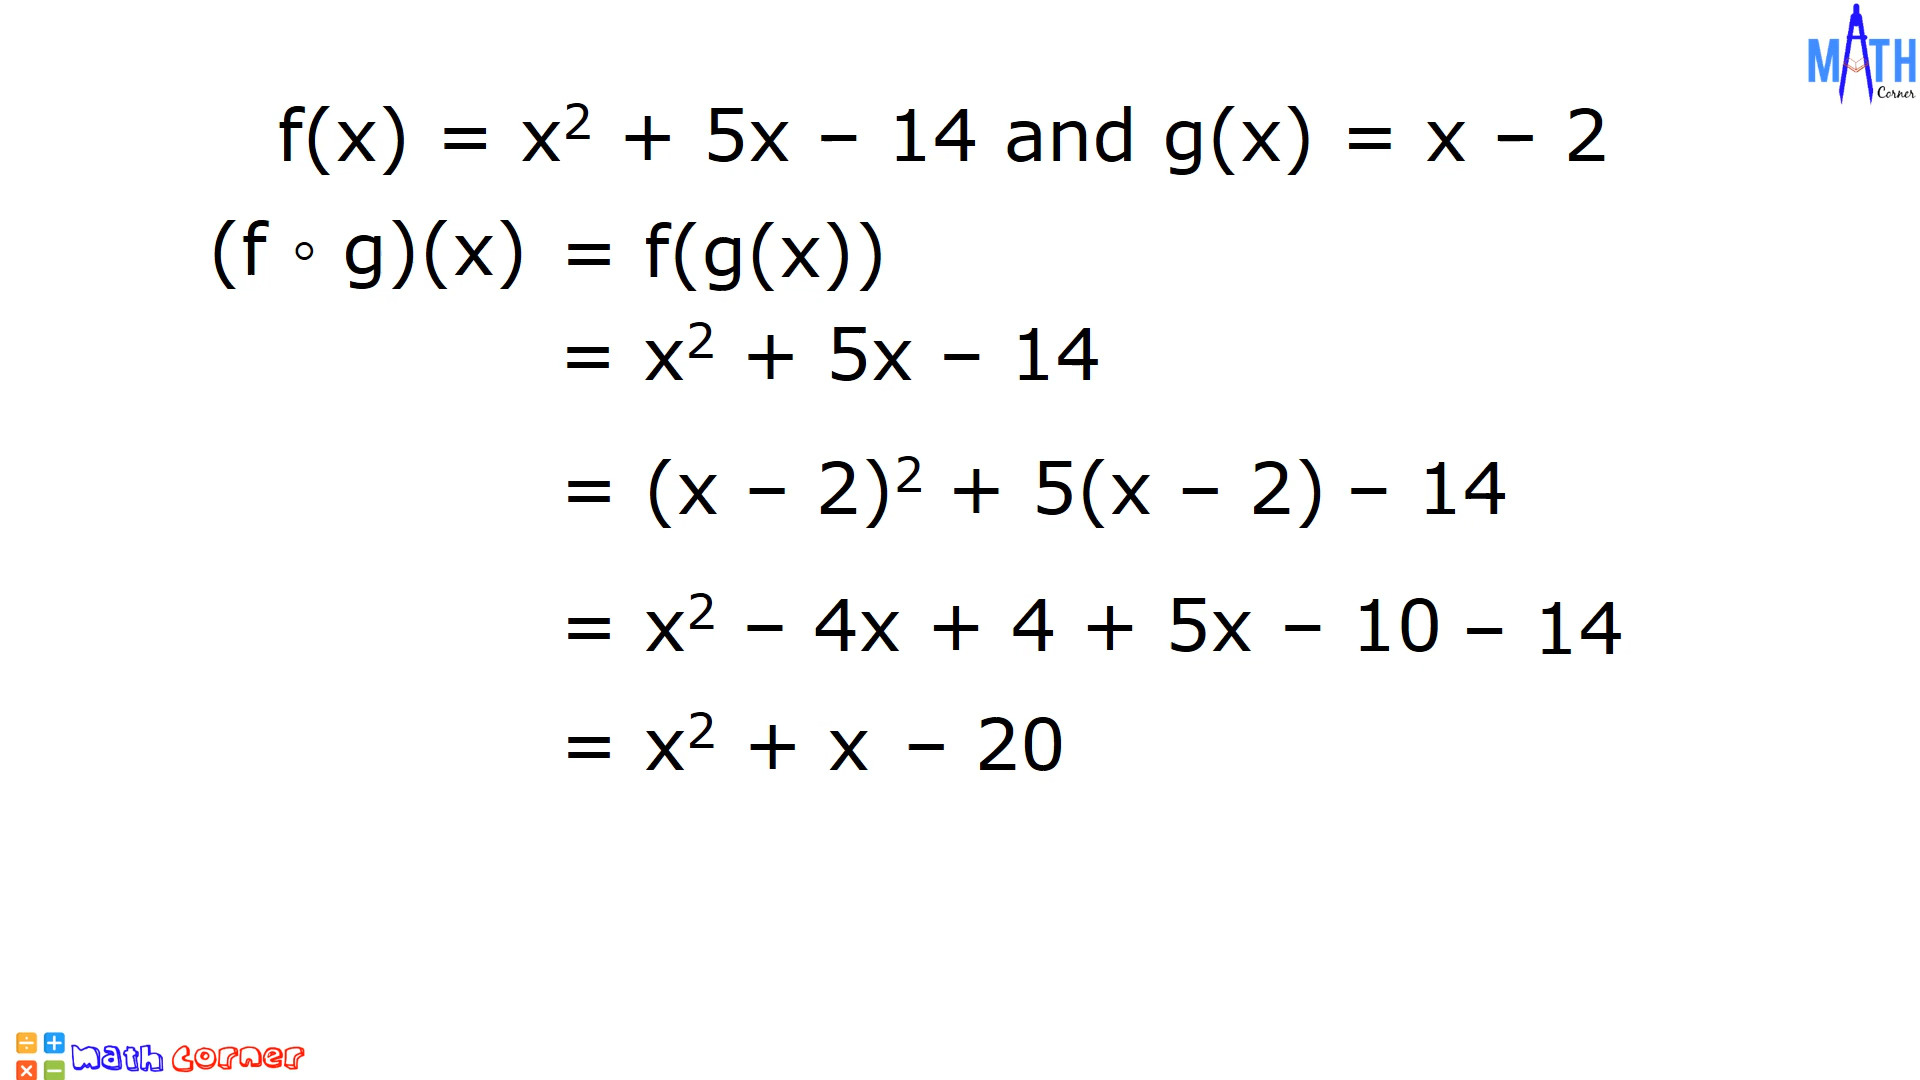 MATH
Corner
f(x) = x² + 5x – 14 and g(x) = x – 2
(f ∘ g)(x) = f(g(x))
= x² + 5x – 14
= (x – 2)² + 5(x – 2) – 14
= x² – 4x + 4 + 5x – 10 – 14
= x² + x – 20
÷ +
× −
math corner